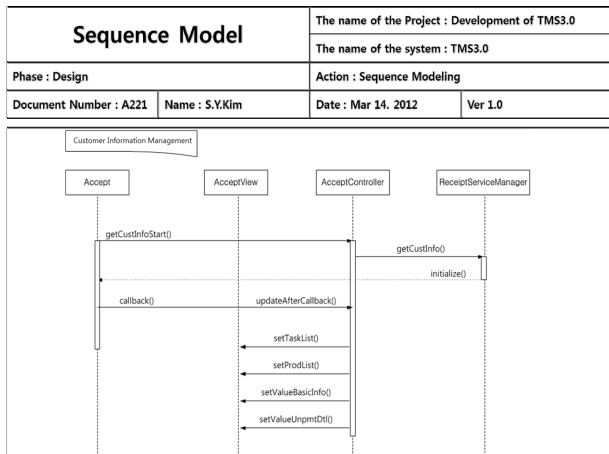 Sequence Model
The name of the Project : Development of TMS3.0
The name of the system : TMS3.0
Phase : Design
Action : Sequence Modeling
Document Number : A221
Name : S.Y.Kim
Date : Mar 14. 2012
Ver 1.0
Customer Information Management
Accept
AcceptView
AcceptController
ReceiptServiceManager
getCustInfoStart()
getCustInfo()
initialize()
callback()
updateAfterCallback()
setTaskList()
setProdList()
setValueBasicInfo()
setValueUnpmtDtl()